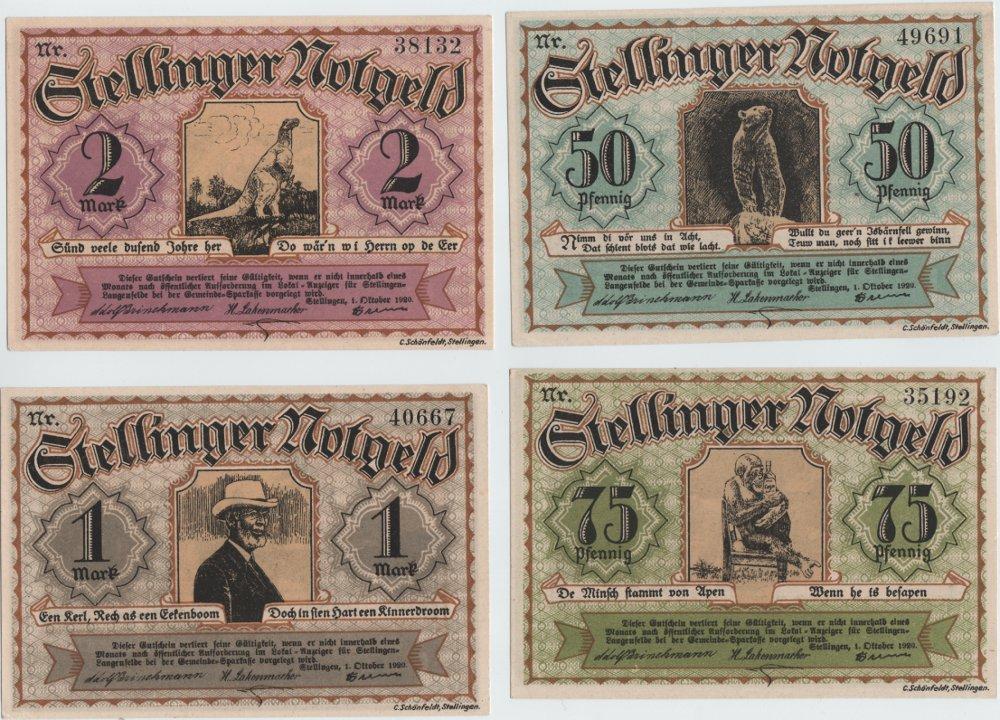 Nr. 38132
Stellinger Notgeld
2 Mark
2 Mark
Sünd veele dusend Johre her
Do wär'n wi Herrn op de Eer
Dieser Gutschein verliert seine Gültigkeit, wenn er nicht innerhalb eines
Monats nach öffentlicher Aufforderung im Lokal-Anzeiger für Stellingen-
Langenfelde bei der Gemeinde-Sparkasse vorgelegt wird.
Stellingen, 1. Oktober 1920.
H. Lakenmacher
C. Schönfeldt, Stellingen.
Nr. 49691
Stellinger Notgeld
50 Pfennig
50 Pfennig
Nimm di vör uns in Acht,
Dat schient blots dat wie lacht.
Wullt du geer'n Isbärnfell gewinn,
Teuw man, noch sitt ik leewer binn
Dieser Gutschein verliert seine Gültigkeit, wenn er nicht innerhalb eines
Monats nach öffentlicher Aufforderung im Lokal-Anzeiger für Stellingen-
Langenfelde bei der Gemeinde-Sparkasse vorgelegt wird.
Stellingen, 1. Oktober 1920.
H. Lakenmacher
C. Schönfeldt, Stellingen.
Nr. 40667
Stellinger Notgeld
1 Mark
1 Mark
Een Kerl, Rech as een Eekenboom
Doch in sien Hart een Kinnerdroom
Dieser Gutschein verliert seine Gültigkeit, wenn er nicht innerhalb eines
Monats nach öffentlicher Aufforderung im Lokal-Anzeiger für Stellingen-
Langenfelde bei der Gemeinde-Sparkasse vorgelegt wird.
Stellingen, 1. Oktober 1920.
H. Lakenmacher
C. Schönfeldt, Stellingen.
Nr. 35192
Stellinger Notgeld
75 Pfennig
75 Pfennig
De Minsch stammt von Apen
Wenn he is besapen
Dieser Gutschein verliert seine Gültigkeit, wenn er nicht innerhalb eines
Monats nach öffentlicher Aufforderung im Lokal-Anzeiger für Stellingen-
Langenfelde bei der Gemeinde-Sparkasse vorgelegt wird.
Stellingen, 1. Oktober 1920.
H. Lakenmacher
C. Schönfeldt, Stellingen.